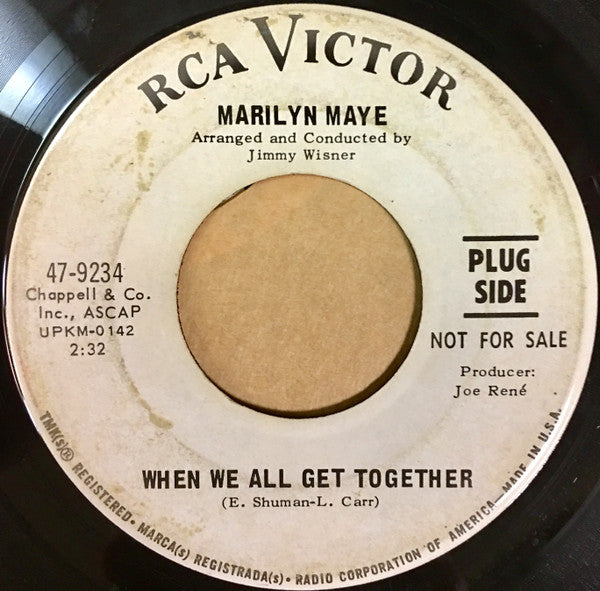 RCA VICTOR
MARILYN MAYE
Arranged and Conducted by
Jimmy Wisner
47-9234
Chappell & Co.
Inc., ASCAP
UPKM-0142
2:32
PLUG
SIDE
NOT FOR SALE
Producer:
Joe René
WHEN WE ALL GET TOGETHER
(E. Shuman-L. Carr)
TMK(s)® REGISTERED • MARCA(s) REGISTRADA(s) • RADIO CORPORATION OF AMERICA—MADE IN U.S.A.